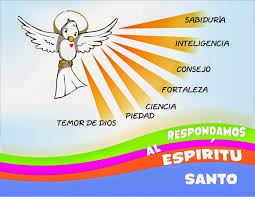 SABIDURÍA
INTELIGENCIA
CONSEJO
FORTALEZA
CIENCIA
PIEDAD
TEMOR DE DIOS
RESPONDAMOS
AL ESPIRITU
SANTO